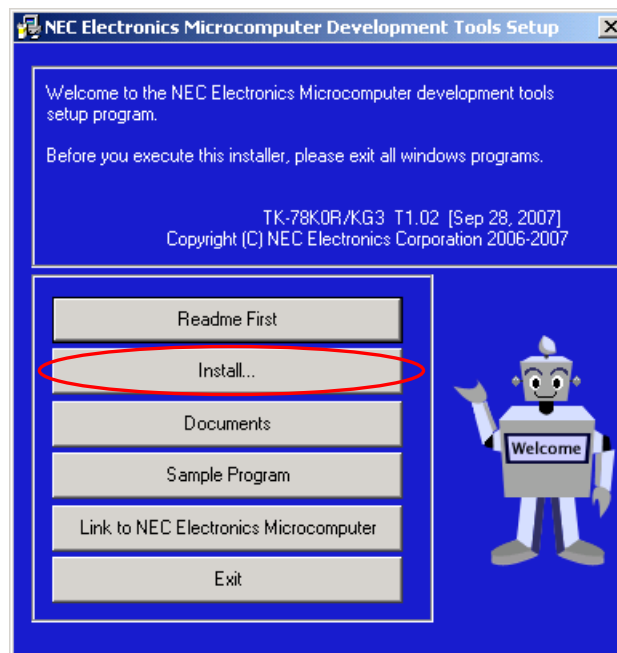 NEC Electronics Microcomputer Development Tools Setup
Welcome to the NEC Electronics Microcomputer development tools
setup program.
Before you execute this installer, please exit all windows programs.
TK-78K0R/KG3 T1.02 [Sep 28, 2007]
Copyright (C) NEC Electronics Corporation 2006-2007
Readme First
Install...
Documents
Sample Program
Link to NEC Electronics Microcomputer
Exit
Welcome